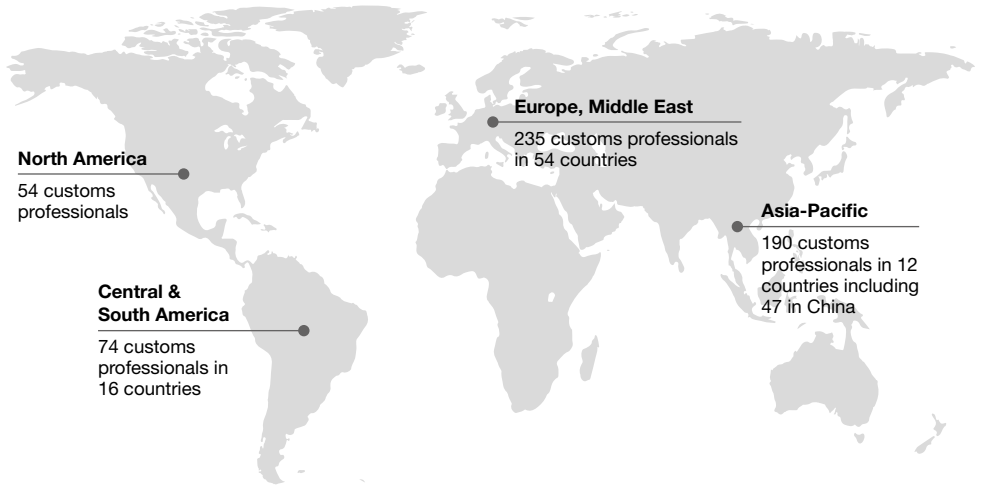 Europe, Middle East
235 customs professionals
in 54 countries
North America
54 customs
professionals
Asia-Pacific
190 customs
professionals in 12
countries including
47 in China
Central &
South America
74 customs
professionals in
16 countries